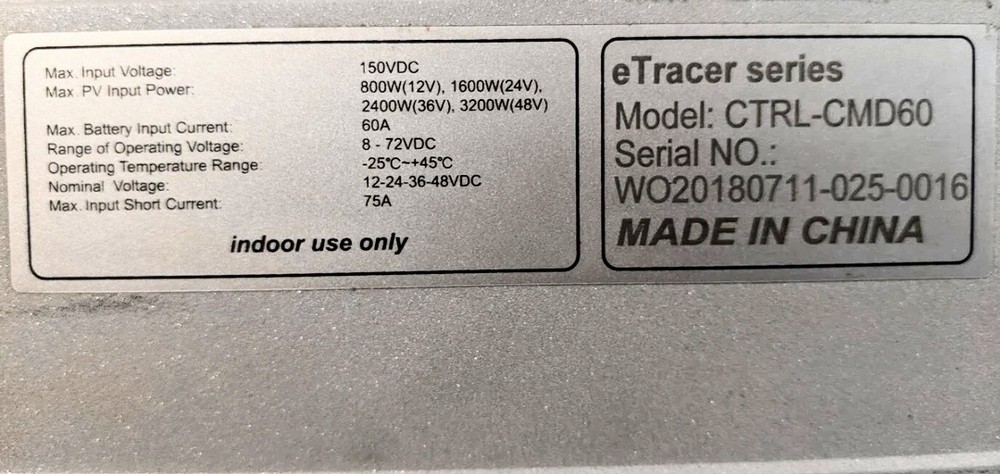 Max. Input Voltage: 150VDC
Max. PV Input Power: 800W(12V), 1600W(24V),
2400W(36V), 3200W(48V)
Max. Battery Input Current: 60A
Range of Operating Voltage: 8 - 72VDC
Operating Temperature Range: -25℃~+45℃
Nominal Voltage: 12-24-36-48VDC
Max. Input Short Current: 75A
indoor use only
eTracer series
Model: CTRL-CMD60
Serial NO.:
WO20180711-025-0016
MADE IN CHINA